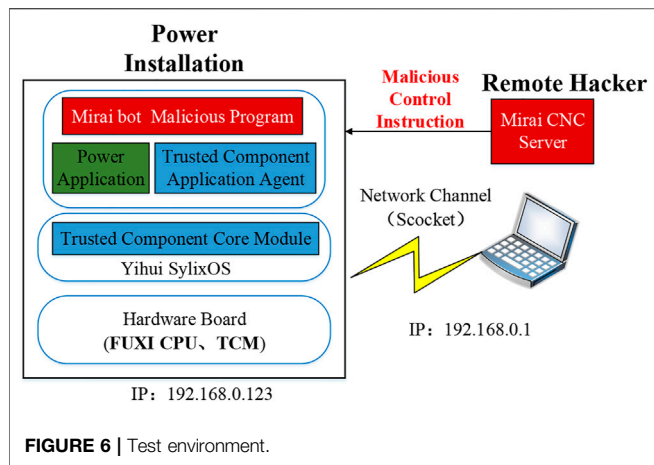 Power
Installation
Mirai bot Malicious Program
Power
Application
Trusted Component
Application Agent
Trusted Component Core Module
Yihui SylixOS
Hardware Board
(FUXI CPU、TCM)
IP：192.168.0.123
Malicious
Control
Instruction
Remote Hacker
Mirai CNC
Server
Network Channel
（Scocket）
IP：192.168.0.1
FIGURE 6 | Test environment.